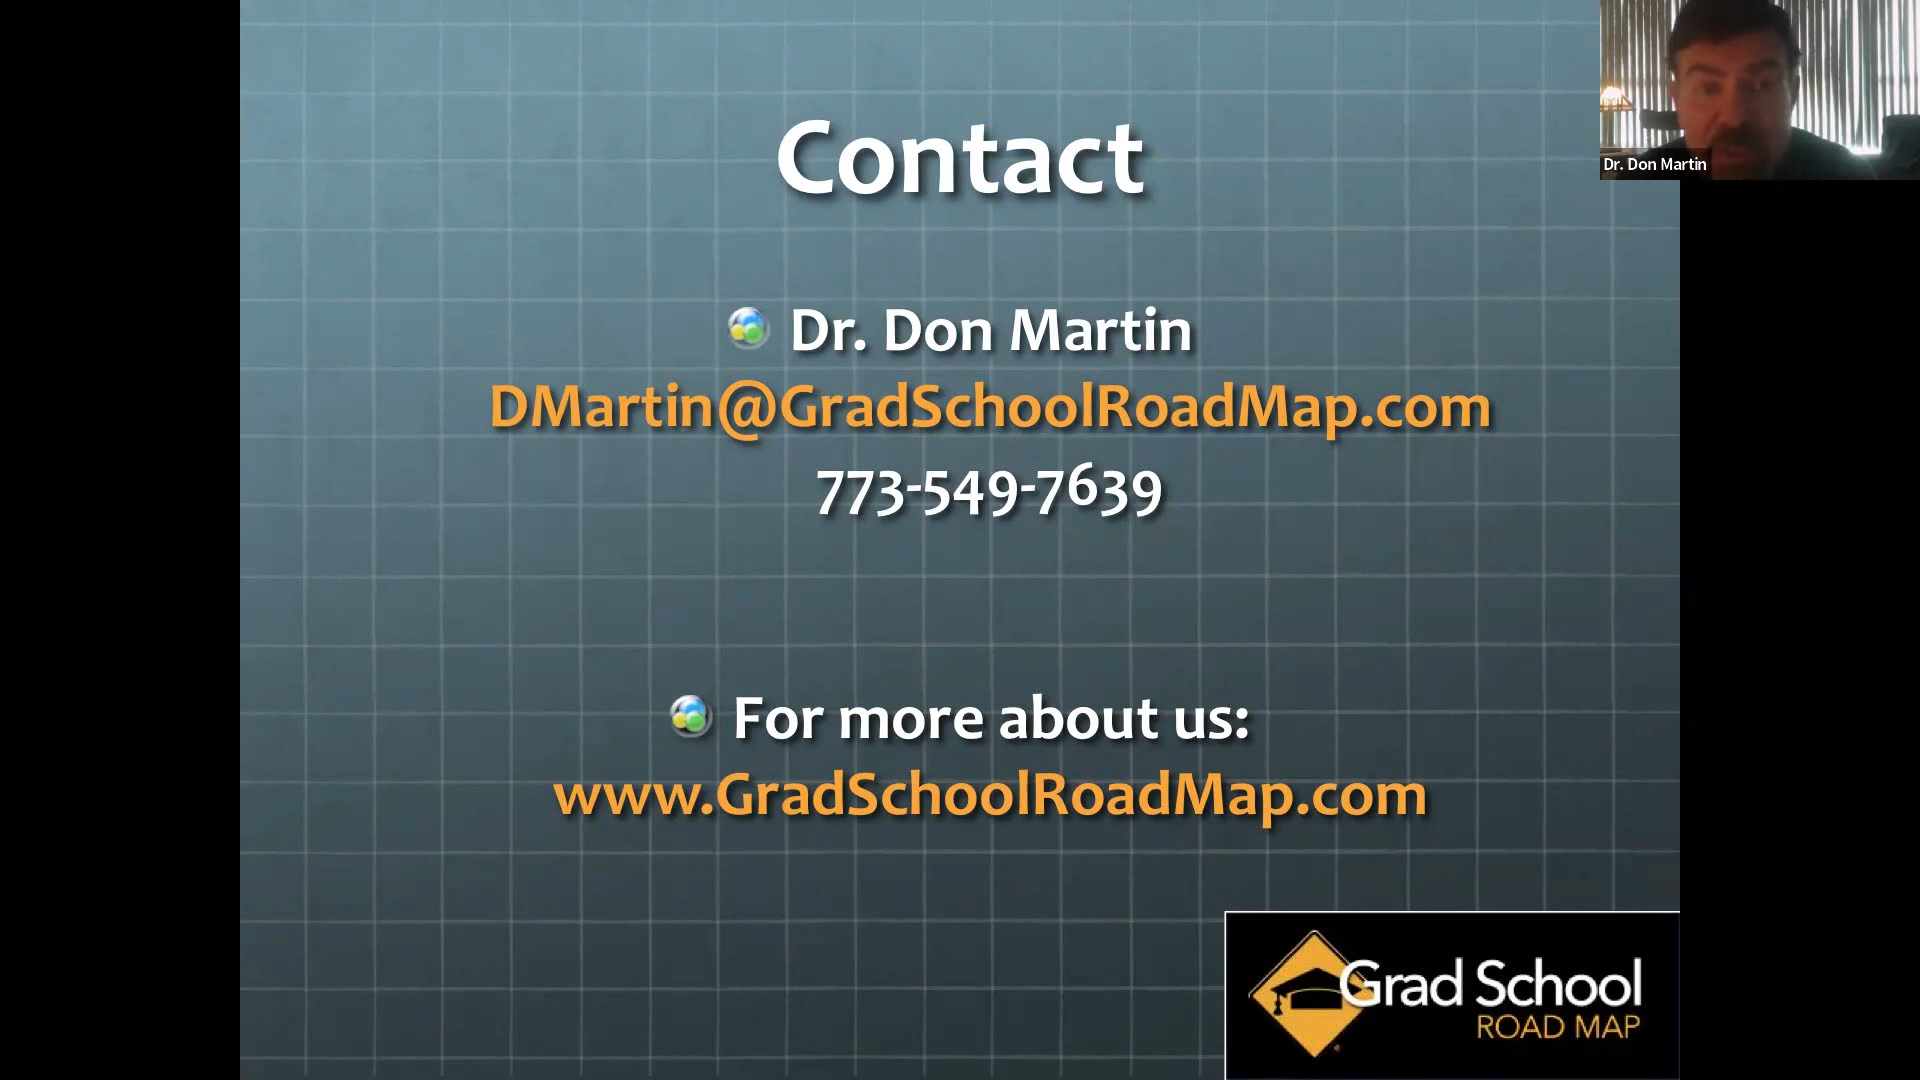 Contact
Dr. Don Martin
DMartin@GradSchoolRoadMap.com
773-549-7639
For more about us:
www.GradSchoolRoadMap.com
Grad School
ROAD MAP
Dr. Don Martin